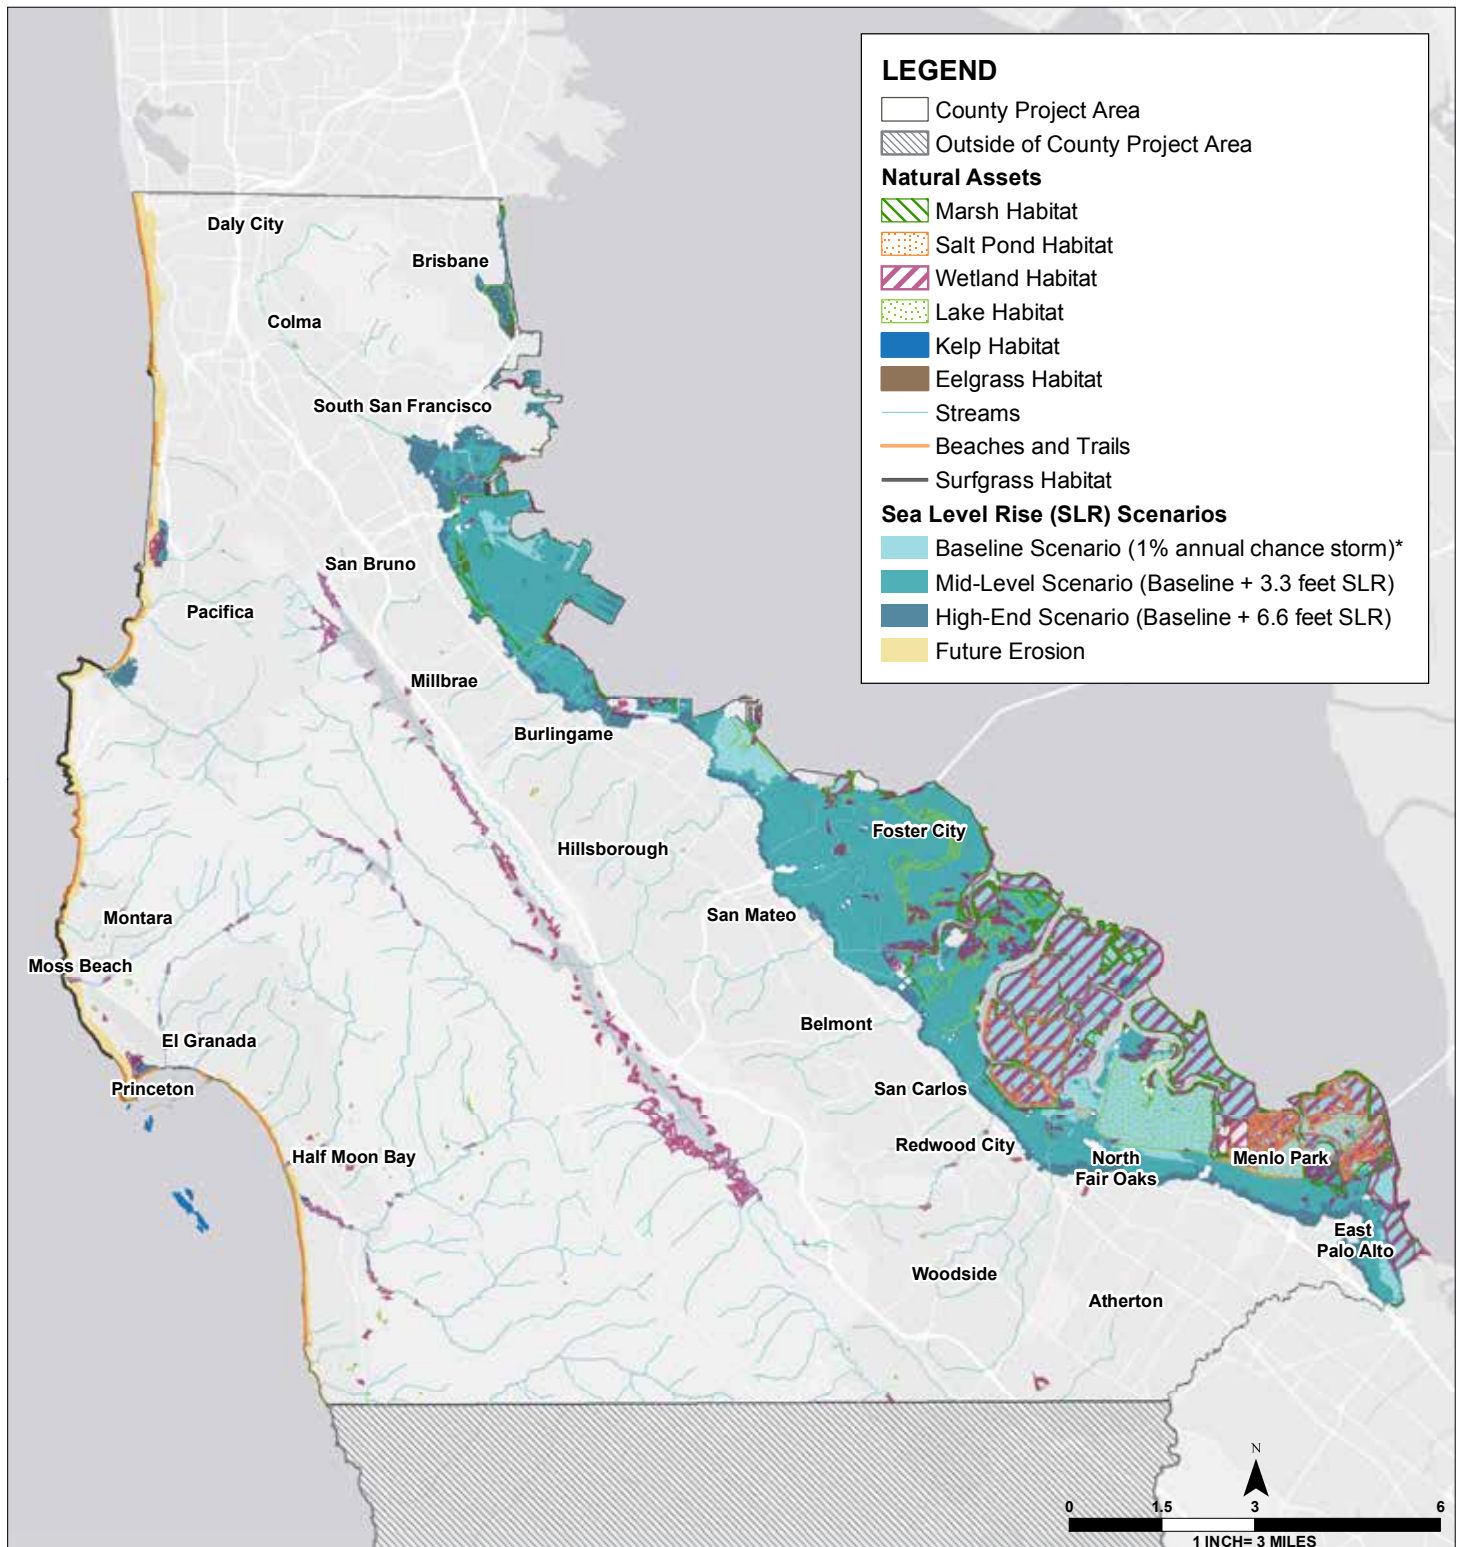 LEGEND
County Project Area
Outside of County Project Area
Natural Assets
Marsh Habitat
Salt Pond Habitat
Wetland Habitat
Lake Habitat
Kelp Habitat
Eelgrass Habitat
Streams
Beaches and Trails
Surfgrass Habitat
Sea Level Rise (SLR) Scenarios
Baseline Scenario (1% annual chance storm)*
Mid-Level Scenario (Baseline + 3.3 feet SLR)
High-End Scenario (Baseline + 6.6 feet SLR)
Future Erosion
Daly City
Brisbane
Colma
South San Francisco
San Bruno
Pacifica
Millbrae
Burlingame
Foster City
Hillsborough
San Mateo
Montara
Moss Beach
Belmont
El Granada
Princeton
San Carlos
Redwood City
Half Moon Bay
North
Fair Oaks
Menlo Park
East
Palo Alto
Woodside
Atherton
N
0 1.5 3 6
1 INCH= 3 MILES